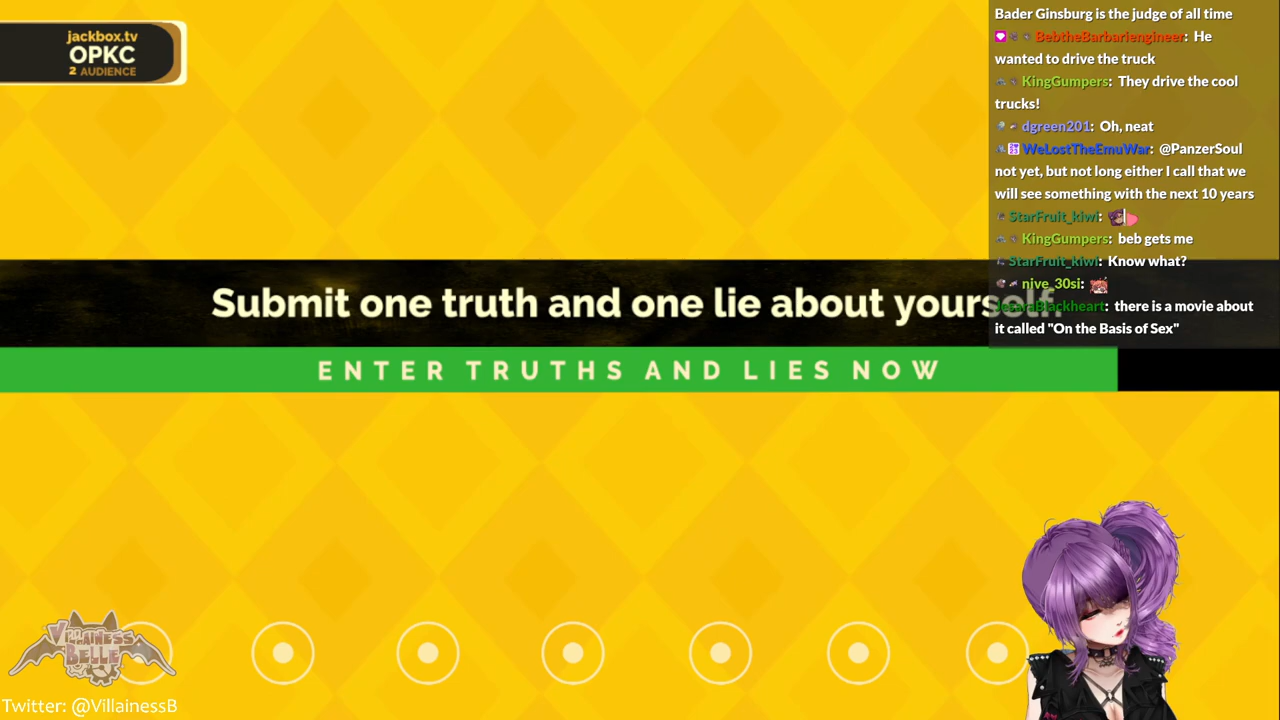 jackbox.tv
OPKC
2 AUDIENCE
Bader Ginsburg is the judge of all time
BebtheBarbariengineer: He
wanted to drive the truck
KingGumpers: They drive the cool
trucks!
dgreen201: Oh, neat
WeLostTheEmuWar: @PanzerSoul
not yet, but not long either I call that we
will see something with the next 10 years
StarFruit_kiwi:
KingGumpers: beb gets me
StarFruit_kiwi: Know what?
nive_30si:
there is a movie about
it called "On the Basis of Sex"
Submit one truth and one lie about yourself.
ENTER TRUTHS AND LIES NOW
VILLAINESS
BELLE
Twitter: @VillainessB